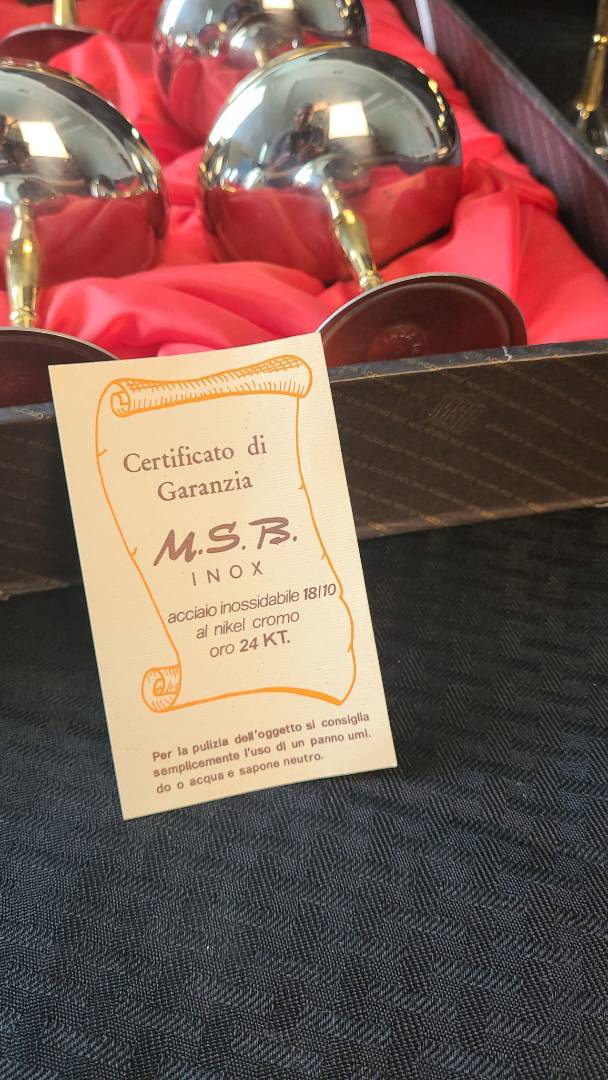 Certificato di
Garanzia
M.S.B.
INOX
acciaio inossidabile 18/10
al nikel cromo
oro 24 KT.
Per la pulizia dell'oggetto si consiglia
semplicemente l'uso di un panno umi-
do o acqua e sapone neutro.